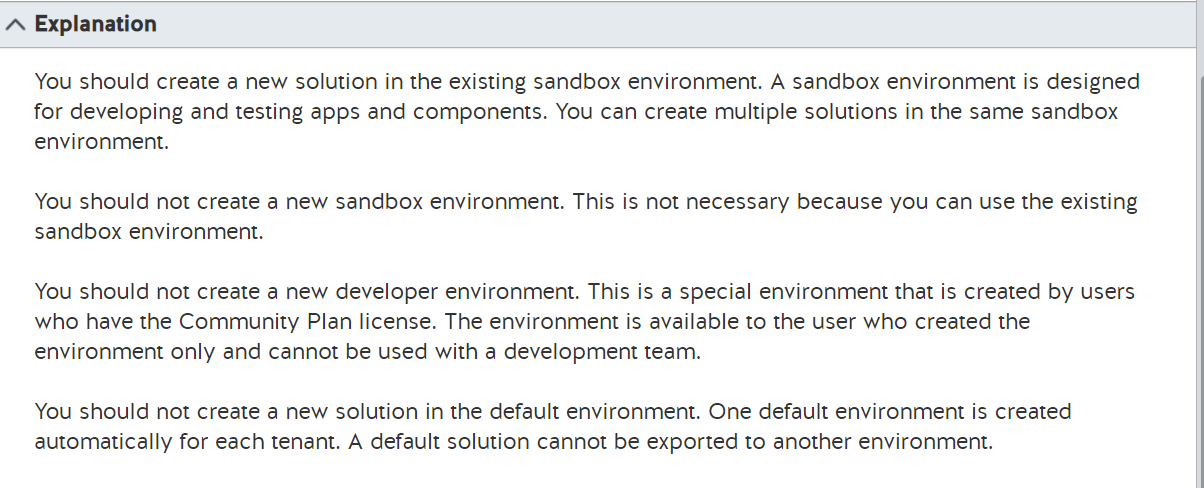 Explanation
You should create a new solution in the existing sandbox environment. A sandbox environment is designed
for developing and testing apps and components. You can create multiple solutions in the same sandbox
environment.
You should not create a new sandbox environment. This is not necessary because you can use the existing
sandbox environment.
You should not create a new developer environment. This is a special environment that is created by users
who have the Community Plan license. The environment is available to the user who created the
environment only and cannot be used with a development team.
You should not create a new solution in the default environment. One default environment is created
automatically for each tenant. A default solution cannot be exported to another environment.